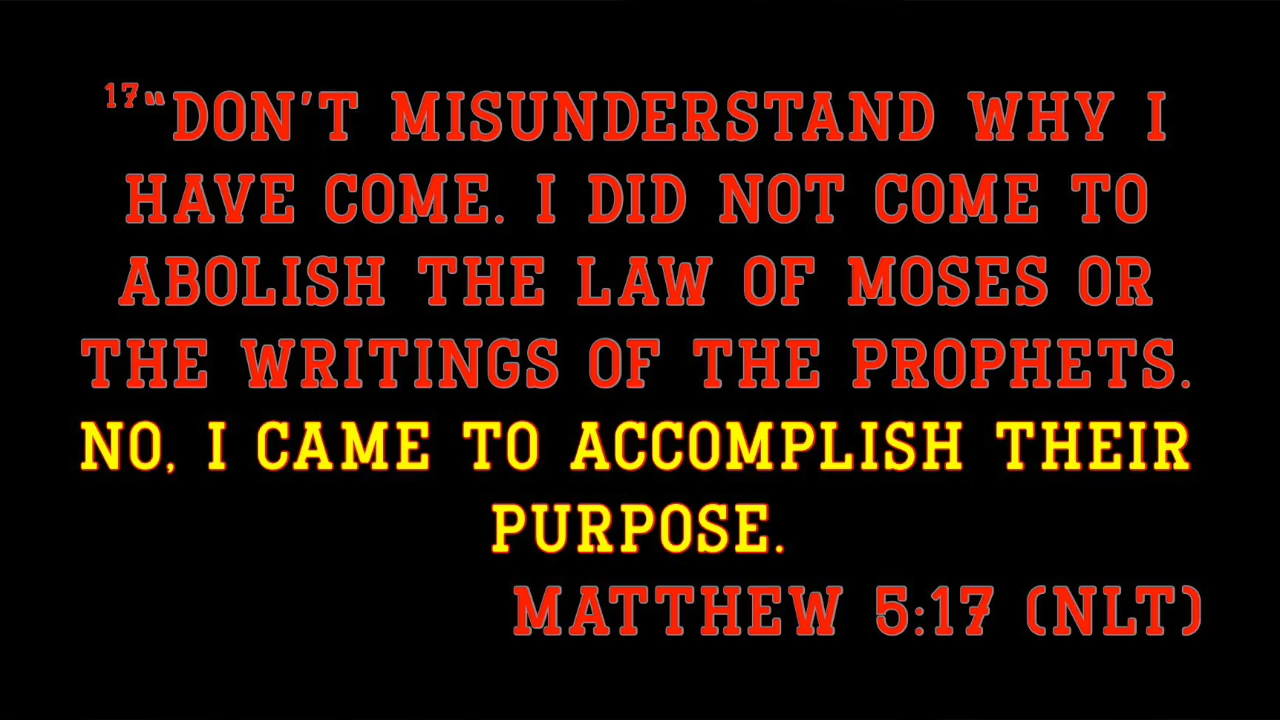 ¹⁷“DON’T MISUNDERSTAND WHY I
HAVE COME. I DID NOT COME TO
ABOLISH THE LAW OF MOSES OR
THE WRITINGS OF THE PROPHETS.
NO, I CAME TO ACCOMPLISH THEIR
PURPOSE.
MATTHEW 5:17 (NLT)